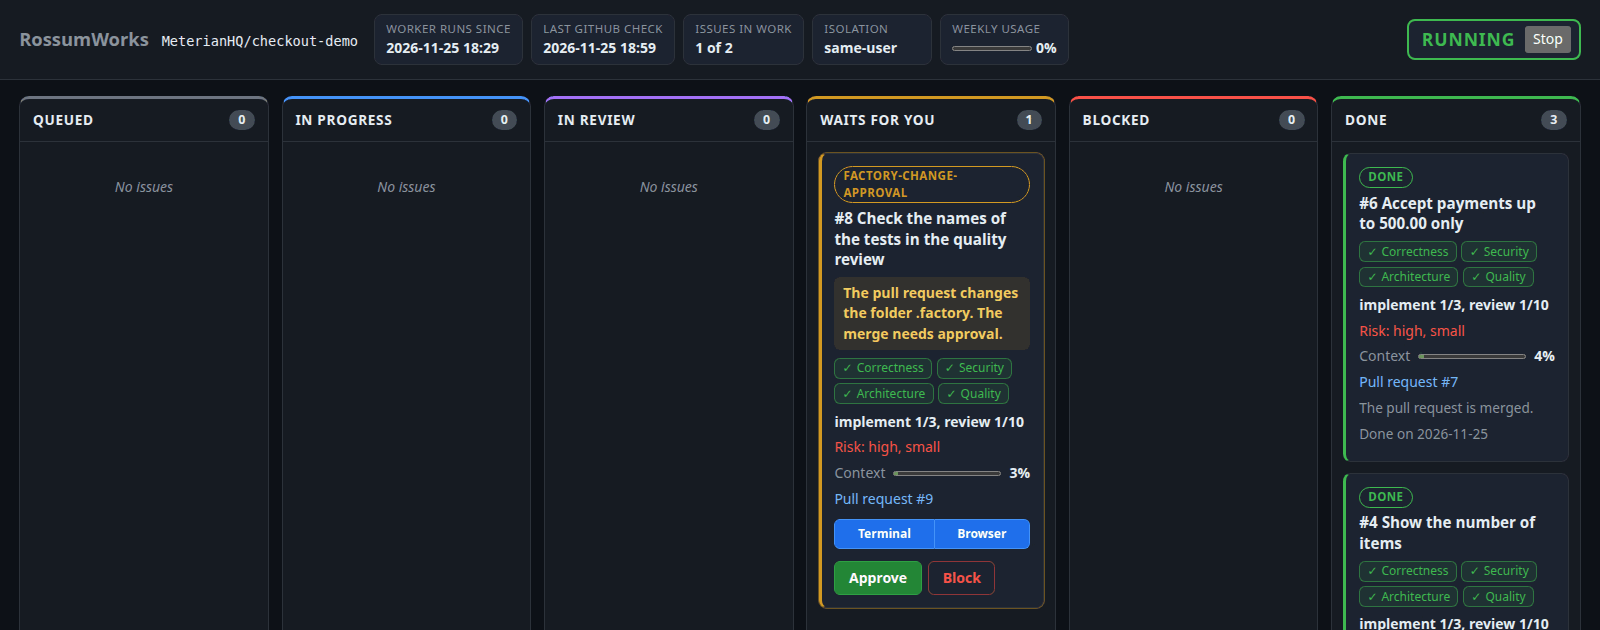 RossumWorks MeterianHQ/checkout-demo
WORKER RUNS SINCE
2026-11-25 18:29
LAST GITHUB CHECK
2026-11-25 18:59
ISSUES IN WORK
1 of 2
ISOLATION
same-user
WEEKLY USAGE
0%
RUNNING Stop
QUEUED 0
No Issues
IN PROGRESS 0
No Issues
IN REVIEW 0
No Issues
WAITS FOR YOU 1
FACTORY-CHANGE-
APPROVAL
#8 Check the names of
the tests in the quality
review
The pull request changes
the folder .factory. The
merge needs approval.
✓ Correctness ✓ Security
✓ Architecture ✓ Quality
implement 1/3, review 1/10
Risk: high, small
Context 3%
Pull request #9
Terminal Browser
Approve Block
BLOCKED 0
No Issues
DONE 3
DONE
#6 Accept payments up
to 500.00 only
✓ Correctness ✓ Security
✓ Architecture ✓ Quality
implement 1/3, review 1/10
Risk: high, small
Context 4%
Pull request #7
The pull request is merged.
Done on 2026-11-25
DONE
#4 Show the number of
items
✓ Correctness ✓ Security
✓ Architecture ✓ Quality
implement 1/3, review 1/10